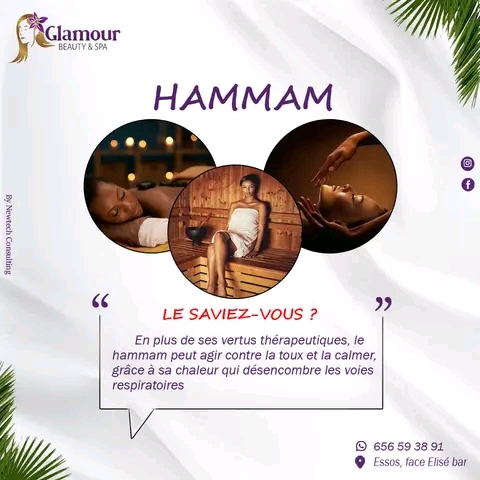 Glamour
BEAUTY & SPA
HAMMAM
By Newtech Consulting
“ ”
LE SAVIEZ-VOUS ?
En plus de ses vertus thérapeutiques, le
hammam peut agir contre la toux et la calmer,
grâce à sa chaleur qui désencombre les voies
respiratoires
656 59 38 91
Essos, face Elisé bar